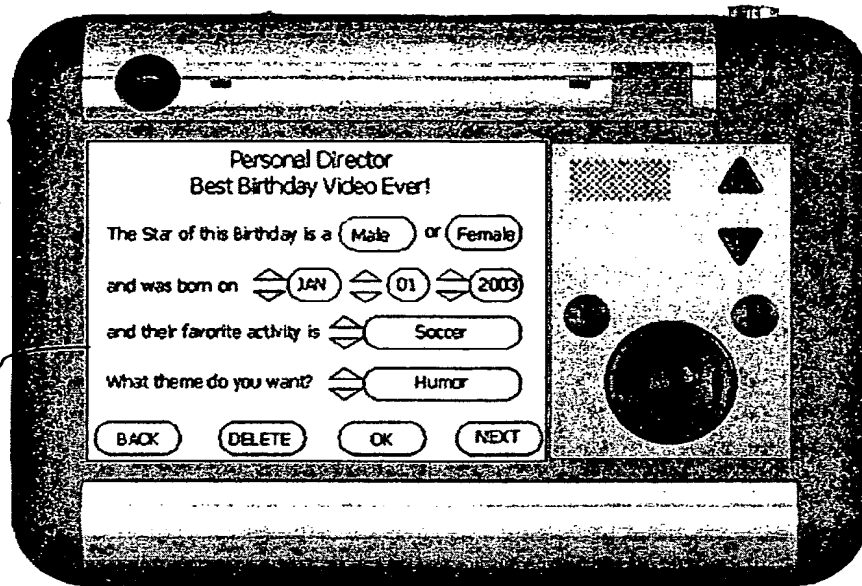 Personal Director
Best Birthday Video Ever!
The Star of this Birthday is a Male or Female
and was born on JAN 01 2003
and their favorite activity is Soccer
What theme do you want? Humor
BACK DELETE OK NEXT